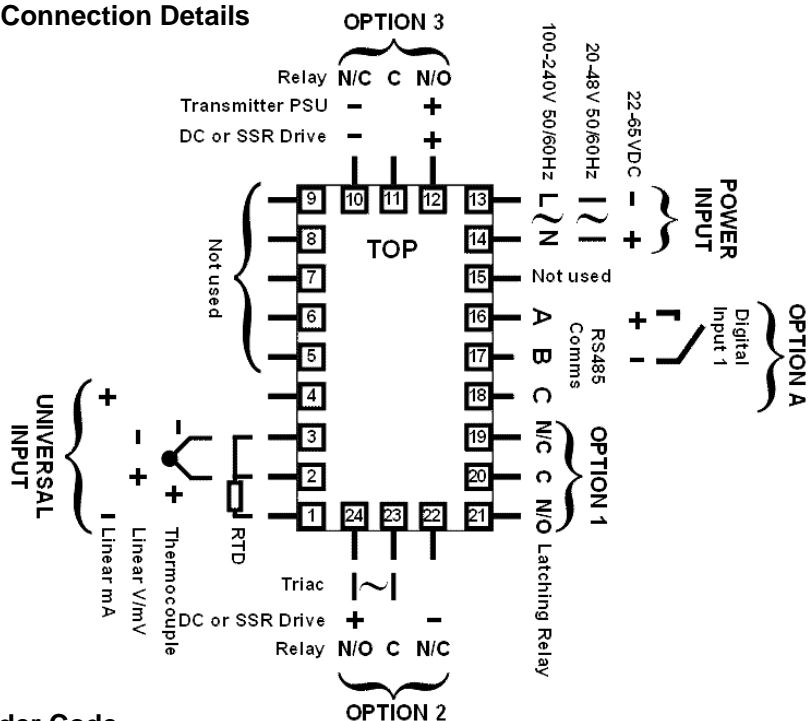 Connection Details
OPTION 3
Relay N/C C N/O
Transmitter PSU - +
DC or SSR Drive - +
100-240V 50/60Hz
20-48V 50/60Hz
22-65VDC
POWER
INPUT
9 10 11 12 13
L
~
N
- +
8 TOP 14
7 15 Not used
Not used
6 16 A
5 17 B
4 18 C
RS485
Comms
+ -
Digital
Input 1
OPTION A
3 19 N/C
2 20 C
1 24 23 22 21 N/O
OPTION 1
Latching Relay
UNIVERSAL
INPUT
+ - Linear mA
- + Linear V/mV
- + Thermocouple
RTD
Triac ~
DC or SSR Drive + -
Relay N/O C N/C
OPTION 2